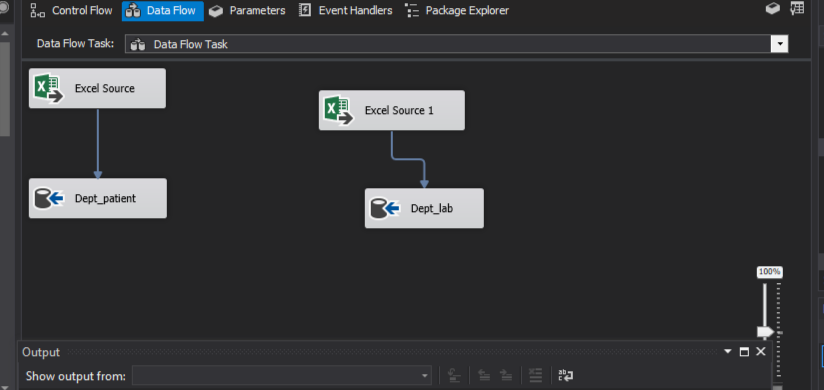 Control Flow Data Flow Parameters Event Handlers Package Explorer
Data Flow Task: Data Flow Task
Excel Source
Excel Source 1
Dept_patient
Dept_lab
100%
Output
Show output from: